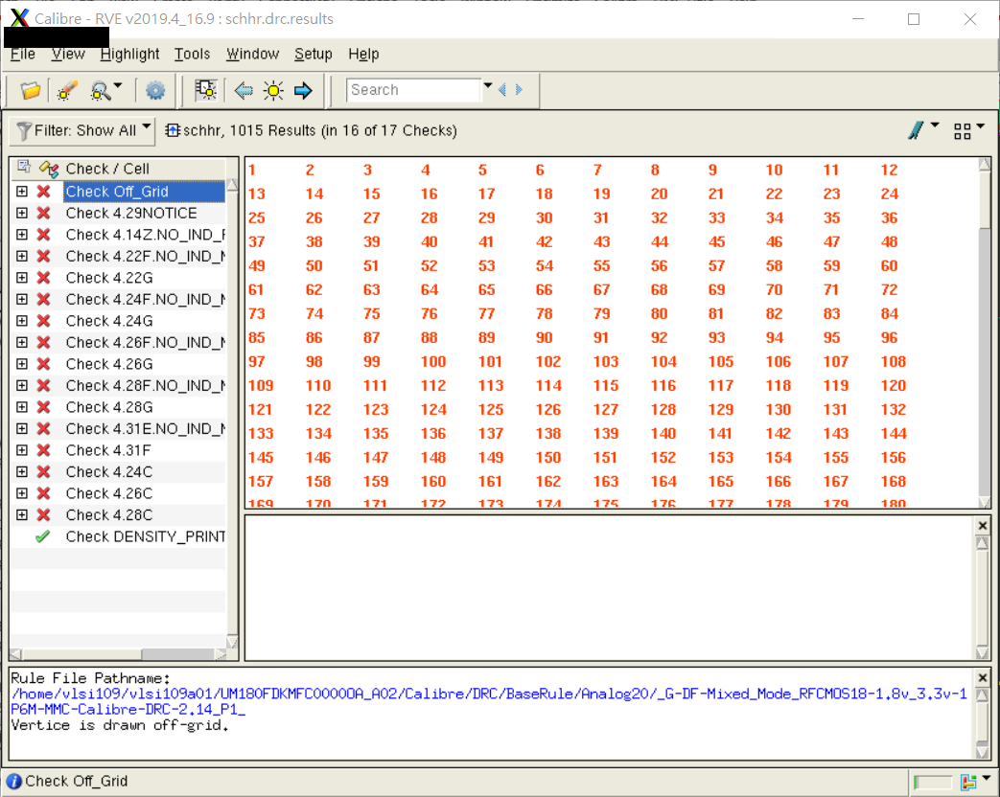 Calibre - RVE v2019.4_16.9 : schhr.drc.results
File View Highlight Tools Window Setup Help
Search
Filter: Show All
schhr, 1015 Results (in 16 of 17 Checks)
Check / Cell
Check Off_Grid
Check 4.29NOTICE
Check 4.14Z.NO_IND_
Check 4.22F.NO_IND_
Check 4.22G
Check 4.24F.NO_IND_
Check 4.24G
Check 4.26F.NO_IND_
Check 4.26G
Check 4.28F.NO_IND_
Check 4.28G
Check 4.31E.NO_IND_
Check 4.31F
Check 4.24C
Check 4.26C
Check 4.28C
Check DENSITY_PRINT
1 2 3 4 5 6 7 8 9 10 11 12
13 14 15 16 17 18 19 20 21 22 23 24
25 26 27 28 29 30 31 32 33 34 35 36
37 38 39 40 41 42 43 44 45 46 47 48
49 50 51 52 53 54 55 56 57 58 59 60
61 62 63 64 65 66 67 68 69 70 71 72
73 74 75 76 77 78 79 80 81 82 83 84
85 86 87 88 89 90 91 92 93 94 95 96
97 98 99 100 101 102 103 104 105 106 107 108
109 110 111 112 113 114 115 116 117 118 119 120
121 122 123 124 125 126 127 128 129 130 131 132
133 134 135 136 137 138 139 140 141 142 143 144
145 146 147 148 149 150 151 152 153 154 155 156
157 158 159 160 161 162 163 164 165 166 167 168
169 170 171 172 173 174 175 176 177 178 179 180
Rule File Pathname:
/home/vlsi109/vlsi109a01/UM180FDKMFC00000A_A02/Calibre/DRC/BaseRule/Analog20/_G-DF-Mixed_Mode_RFCMOS18-1.8v_3.3v-1
P6M-MMC-Calibre-DRC-2.14_P1_
Vertice is drawn off-grid.
Check Off_Grid